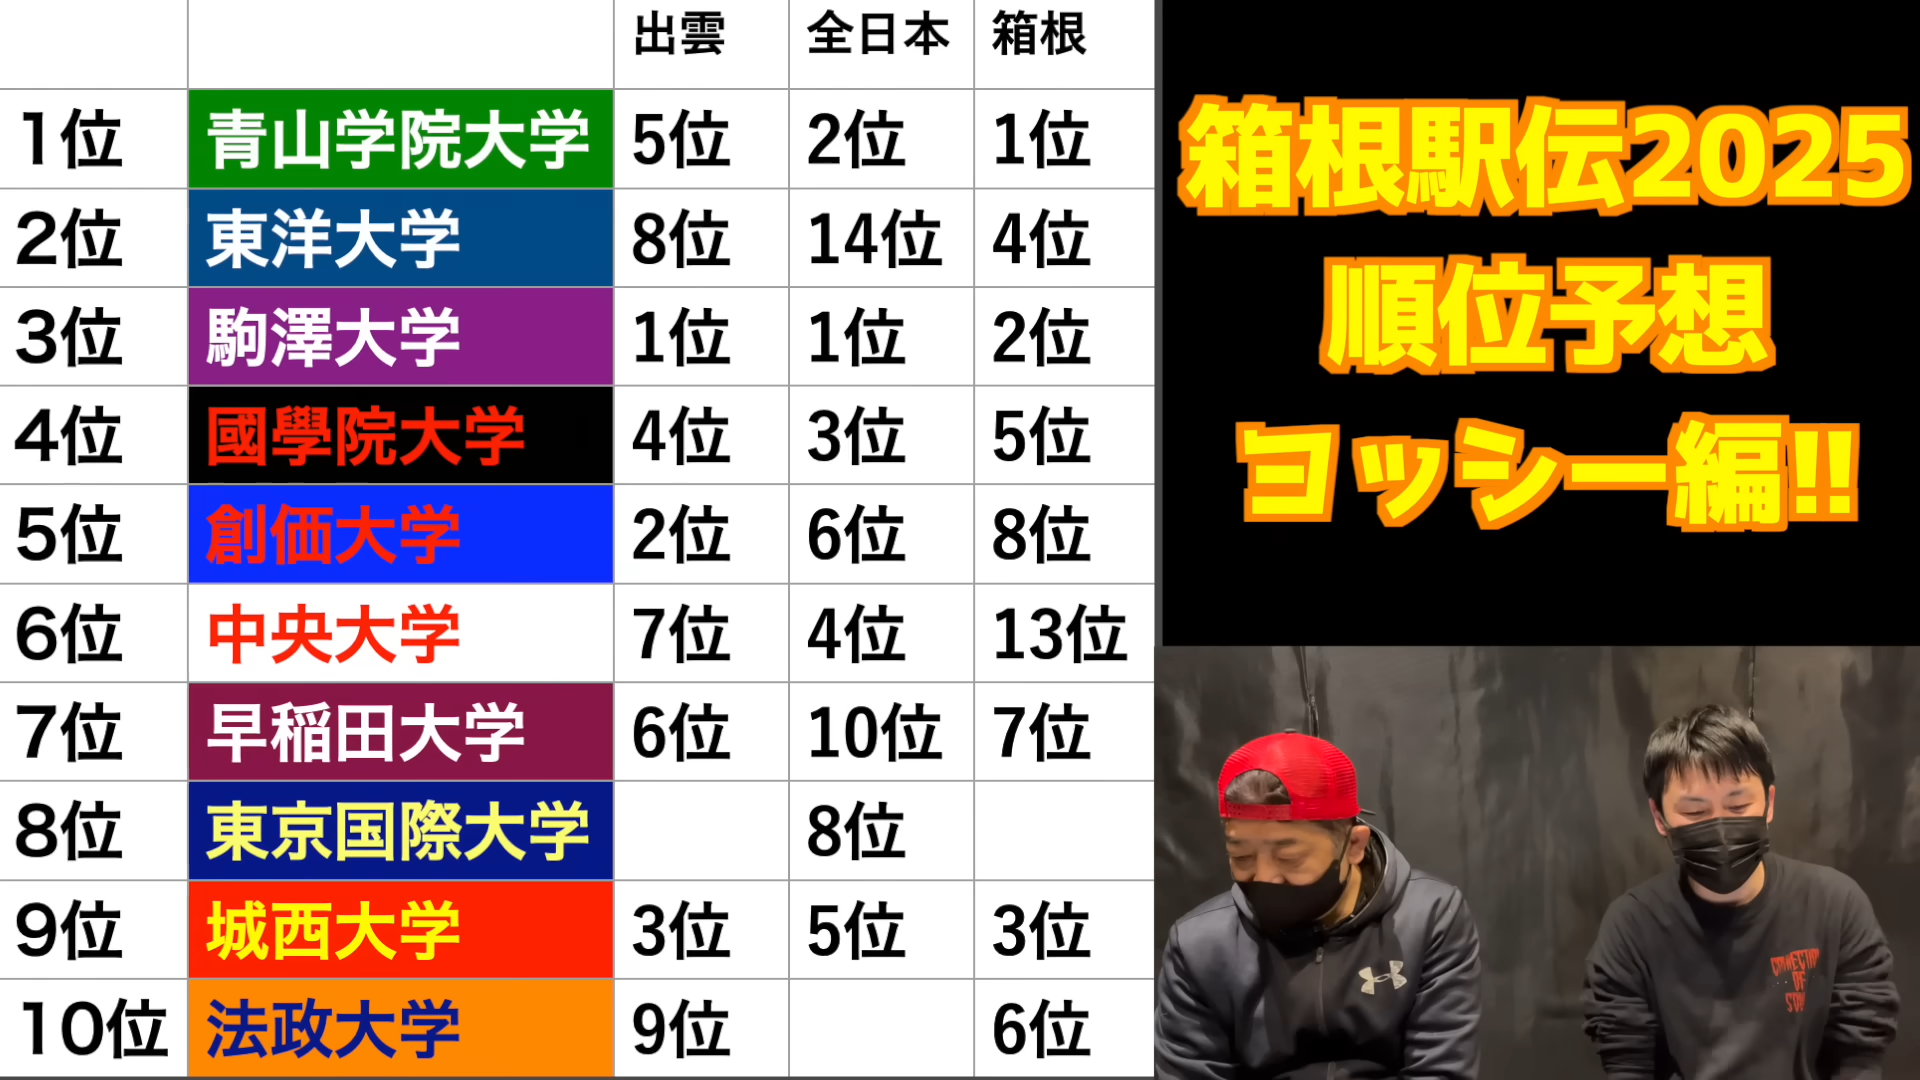 出雲 全日本 箱根
1位 青山学院大学 5位 2位 1位
2位 東洋大学 8位 14位 4位
3位 駒澤大学 1位 1位 2位
4位 國學院大学 4位 3位 5位
5位 創価大学 2位 6位 8位
6位 中央大学 7位 4位 13位
7位 早稲田大学 6位 10位 7位
8位 東京国際大学 8位
9位 城西大学 3位 5位 3位
10位 法政大学 9位 6位
箱根駅伝2025
順位予想
ヨッシー編!!
OF